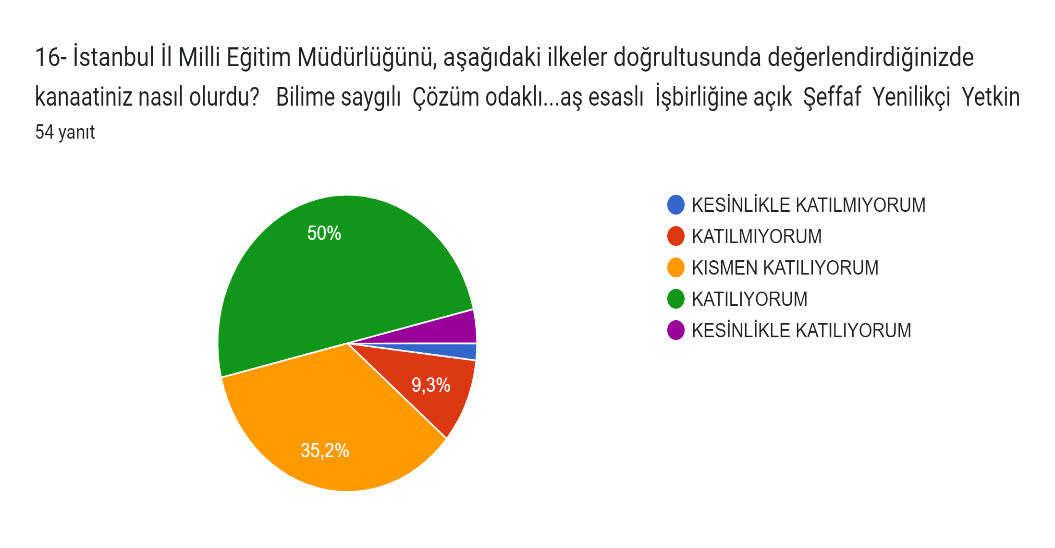 16- İstanbul İl Milli Eğitim Müdürlüğünü, aşağıdaki ilkeler doğrultusunda değerlendirdiğinizde
kanaatiniz nasıl olurdu? Bilime saygılı Çözüm odaklı...aş esaslı İşbirliğine açık Şeffaf Yenilikçi Yetkin
54 yanıt
50%
9,3%
35,2%
KESİNLİKLE KATILMIYORUM
KATILMIYORUM
KISMEN KATILIYORUM
KATILIYORUM
KESİNLİKLE KATILIYORUM